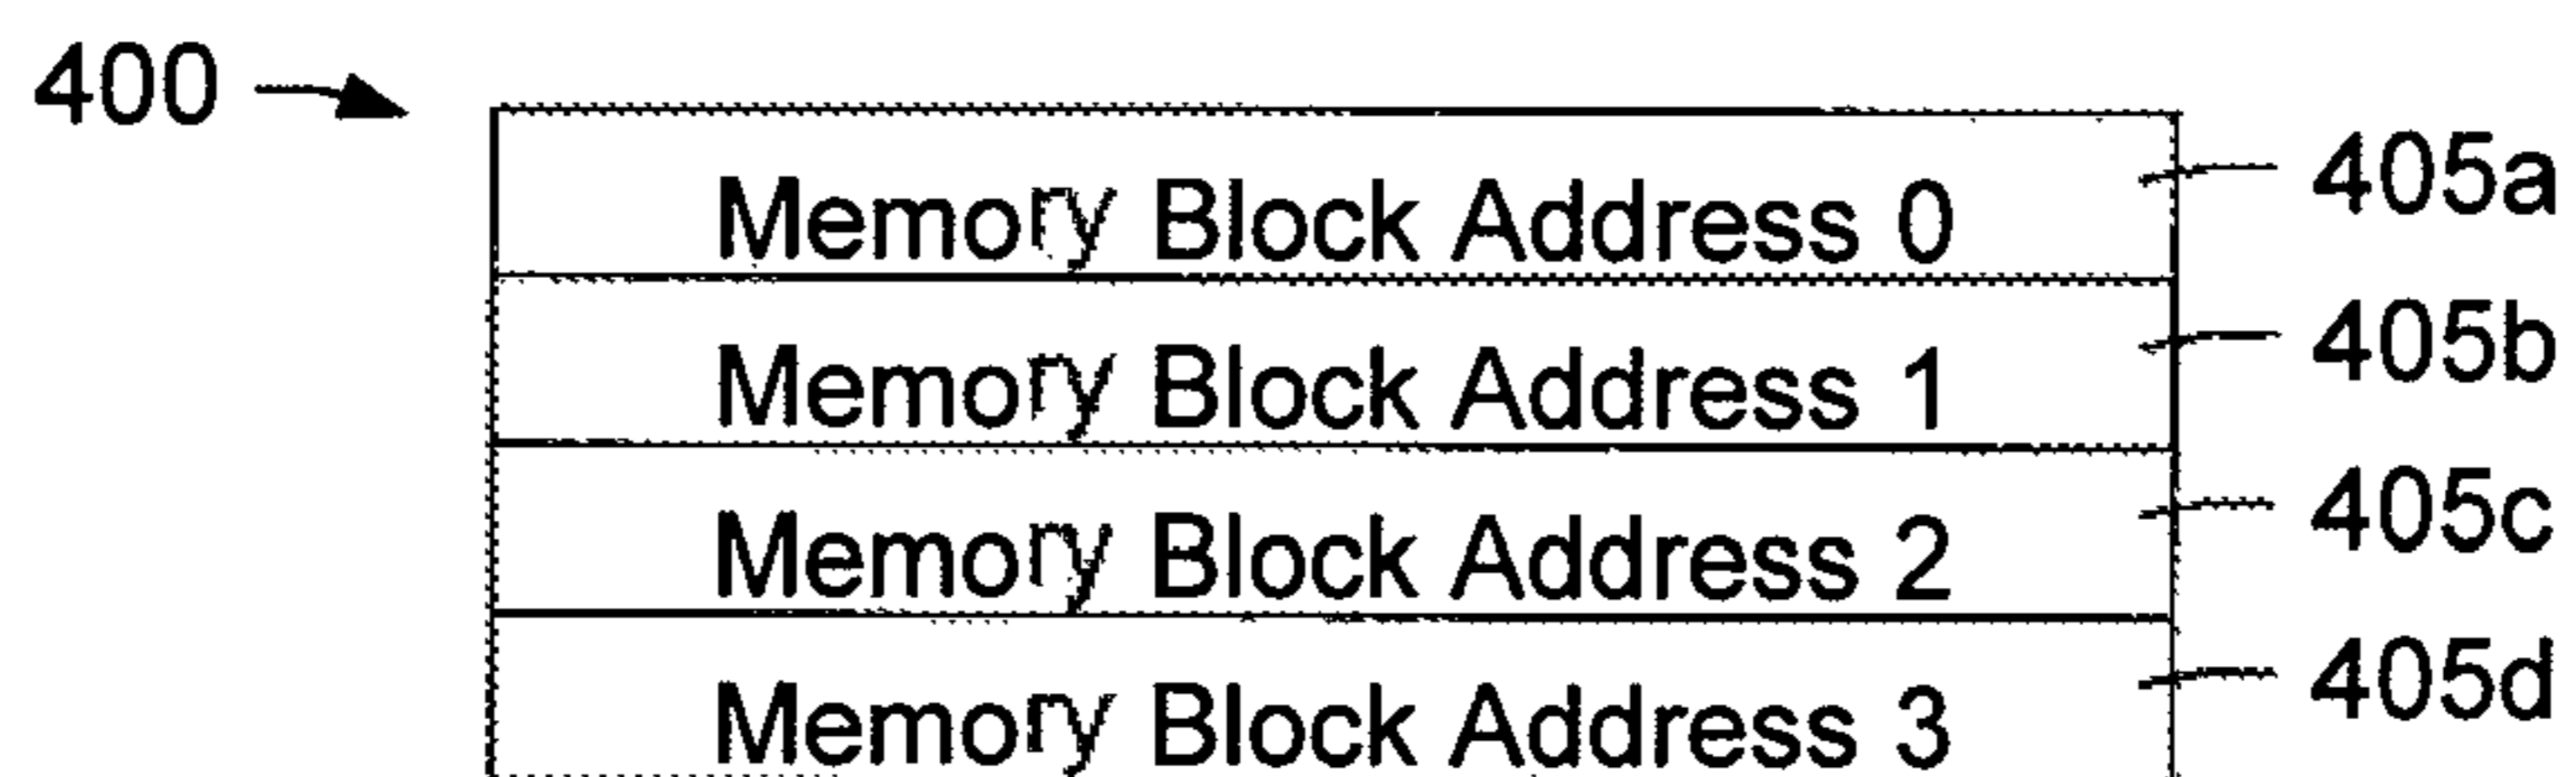 400
Memory Block Address 0 405a
Memory Block Address 1 405b
Memory Block Address 2 405c
Memory Block Address 3 405d